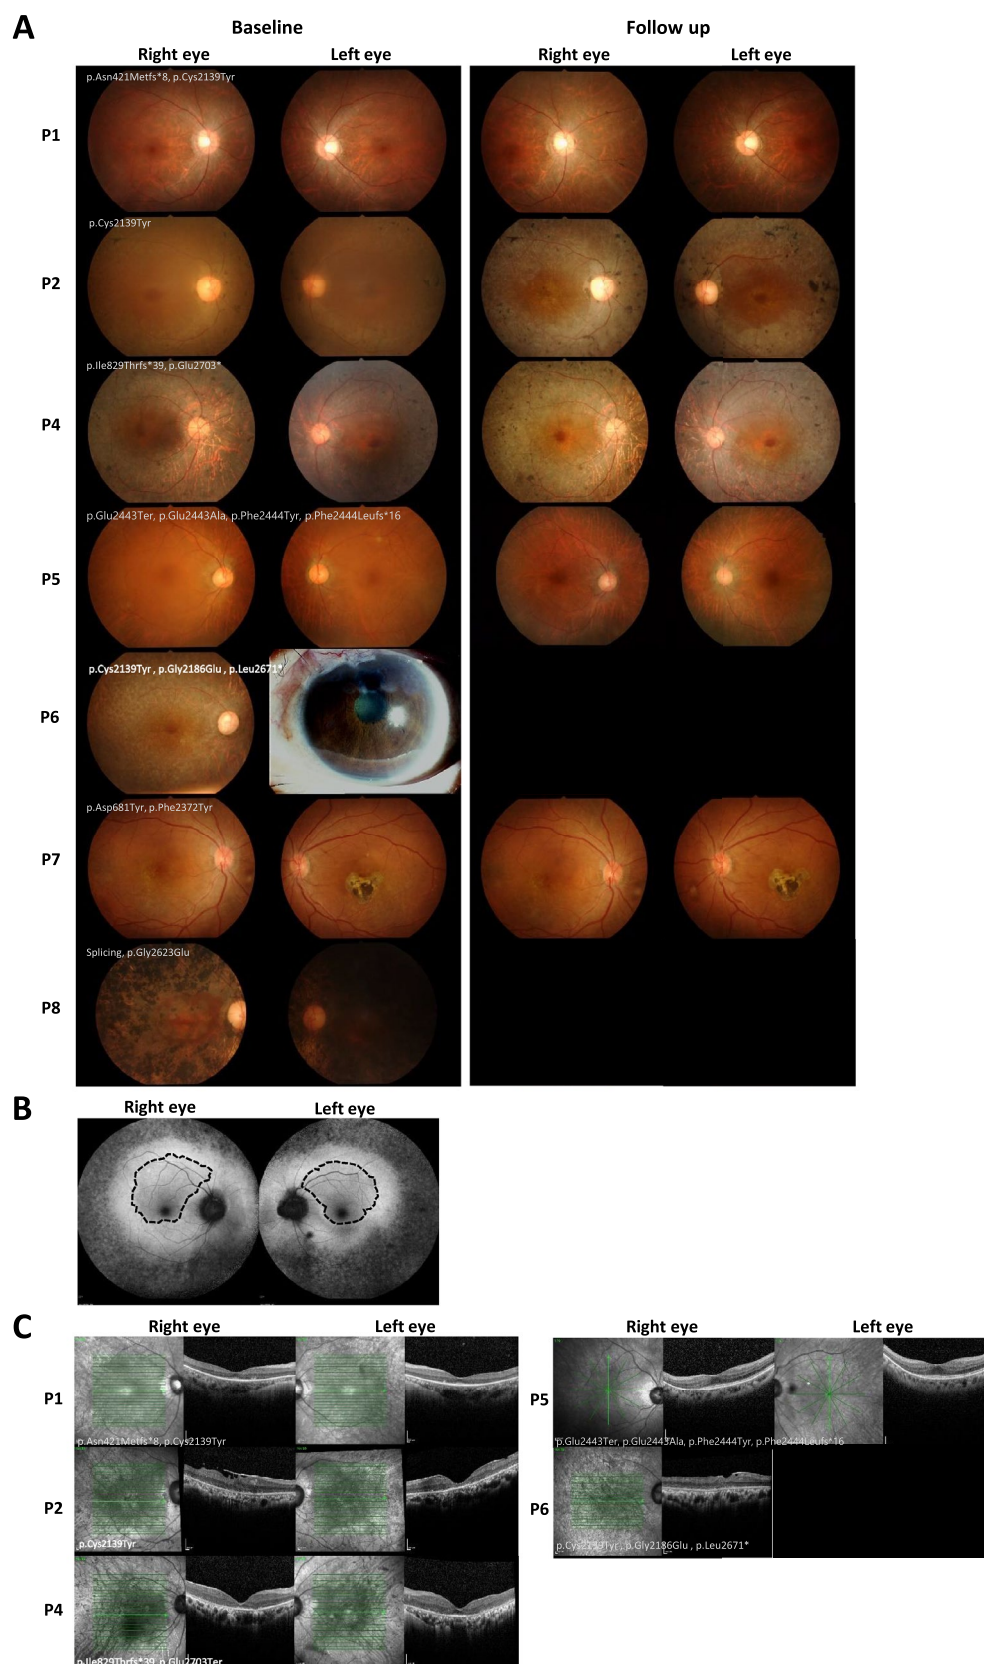 A
Baseline
Follow up
Right eye
Left eye
Right eye
Left eye
p.Asn421Metfs*8, p.Cys2139Tyr
P1
p.Cys2139Tyr
P2
p.Ile829Thrfs*39, p.Glu2703*
P4
p.Glu2443Ter, p.Glu2443Ala, p.Phe2444Tyr, p.Phe2444Leufs*16
P5
p.Cys2139Tyr , p.Gly2186Glu , p.Leu2671*
P6
p.Asp681Tyr, p.Phe2372Tyr
P7
Splicing, p.Gly2623Glu
P8
B
Right eye
Left eye
C
Right eye
Left eye
Right eye
Left eye
P1
p.Asn421Metfs*8, p.Cys2139Tyr
P5
p.Glu2443Ter, p.Glu2443Ala, p.Phe2444Tyr, p.Phe2444Leufs*16
P2
p.Cys2139Tyr
P6
p.Cys2139Tyr , p.Gly2186Glu , p.Leu2671*
P4
p.Ile829Thrfs*39, p.Glu2703Ter